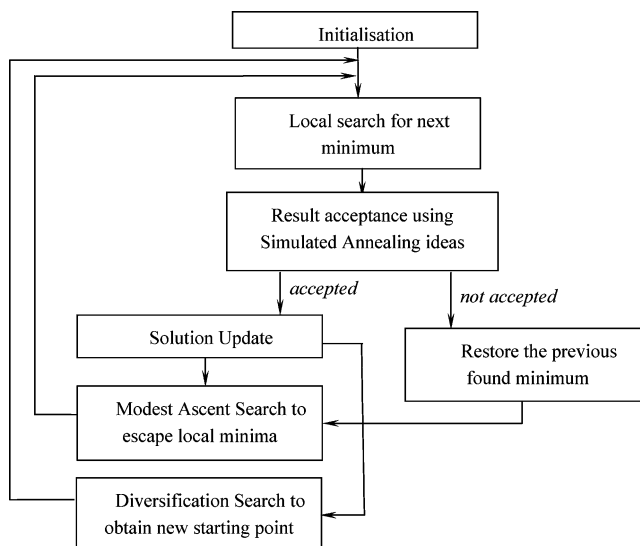 Initialisation
Local search for next
minimum
Result acceptance using
Simulated Annealing ideas
accepted
not accepted
Solution Update
Restore the previous
found minimum
Modest Ascent Search to
escape local minima
Diversification Search to
obtain new starting point